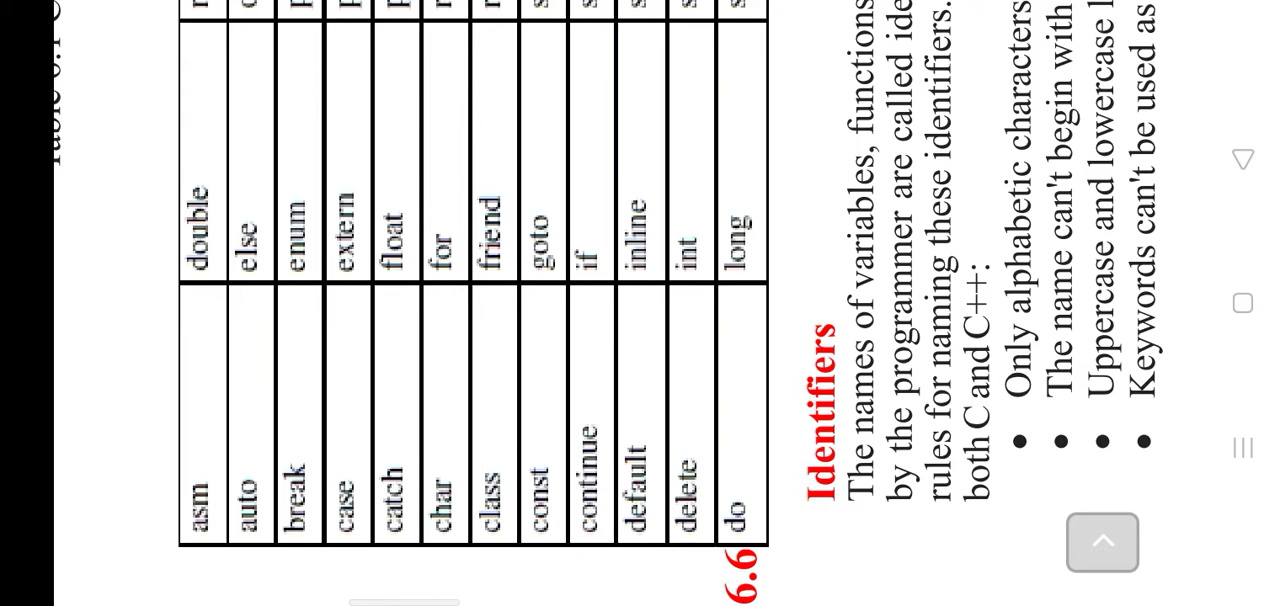 asm double
auto else
break enum
case extern
catch float
char for
class friend
const goto
continue if
default inline
delete int
do long
6.6
Identifiers
The names of variables, functions
by the programmer are called ide
rules for naming these identifiers.
both C and C++:
• Only alphabetic characters
• The name can't begin with
• Uppercase and lowercase l
• Keywords can't be used as